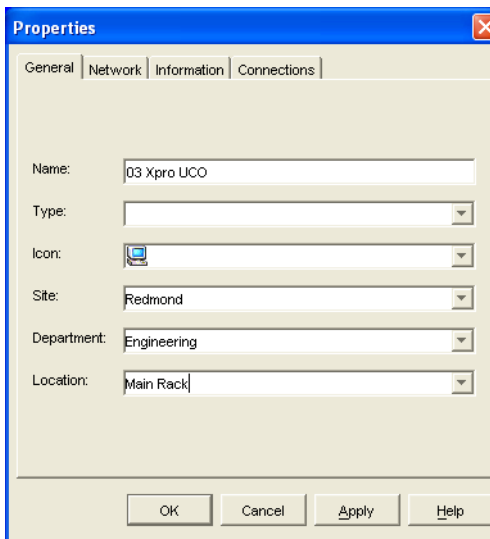 Properties
General Network Information Connections
Name: 03 Xpro UCO
Type:
Icon:
Site: Redmond
Department: Engineering
Location: Main Rack
OK Cancel Apply Help